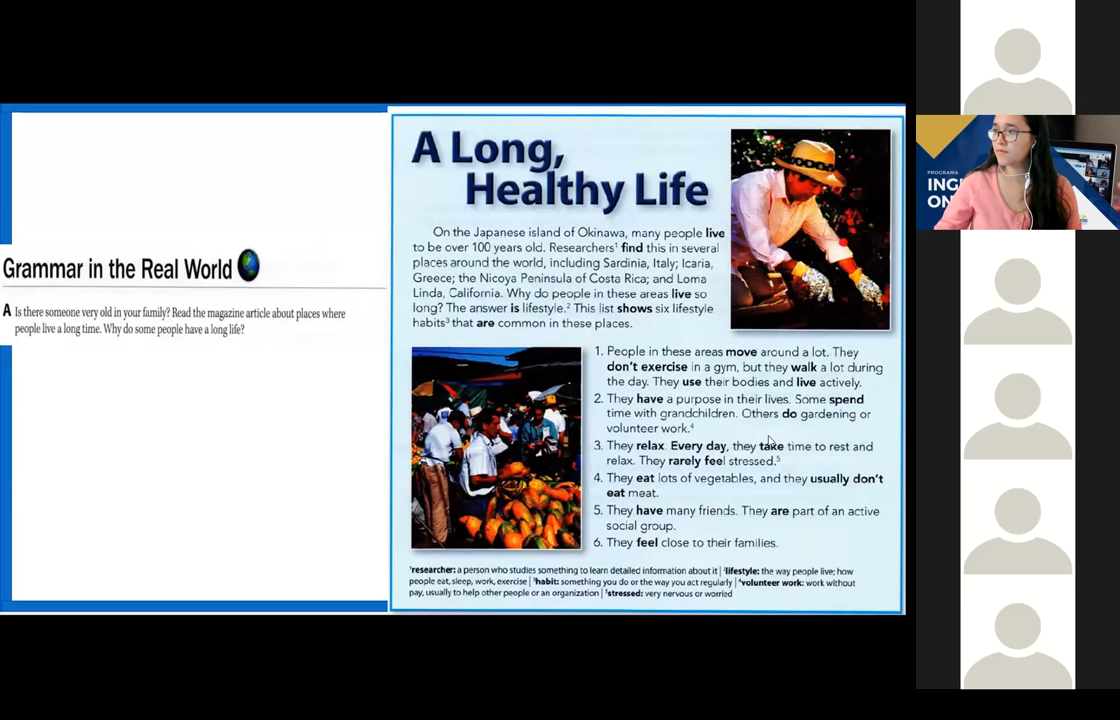 Grammar in the Real World
A Is there someone very old in your family? Read the magazine article about places where
people live a long time. Why do some people have a long life?
A Long,
Healthy Life
On the Japanese island of Okinawa, many people live
to be over 100 years old. Researchers¹ find this in several
places around the world, including Sardinia, Italy; Icaria,
Greece; the Nicoya Peninsula of Costa Rica; and Loma
Linda, California. Why do people in these areas live so
long? The answer is lifestyle.² This list shows six lifestyle
habits³ that are common in these places.
1. People in these areas move around a lot. They
don't exercise in a gym, but they walk a lot during
the day. They use their bodies and live actively.
2. They have a purpose in their lives. Some spend
time with grandchildren. Others do gardening or
volunteer work.⁴
3. They relax. Every day, they take time to rest and
relax. They rarely feel stressed.⁵
4. They eat lots of vegetables, and they usually don't
eat meat.
5. They have many friends. They are part of an active
social group.
6. They feel close to their families.
¹researcher: a person who studies something to learn detailed information about it | ²lifestyle: the way people live; how
people eat, sleep, work, exercise | ³habit: something you do or the way you act regularly | ⁴volunteer work: work without
pay, usually to help other people or an organization | ⁵stressed: very nervous or worried
PROGRAMA
ING
ON